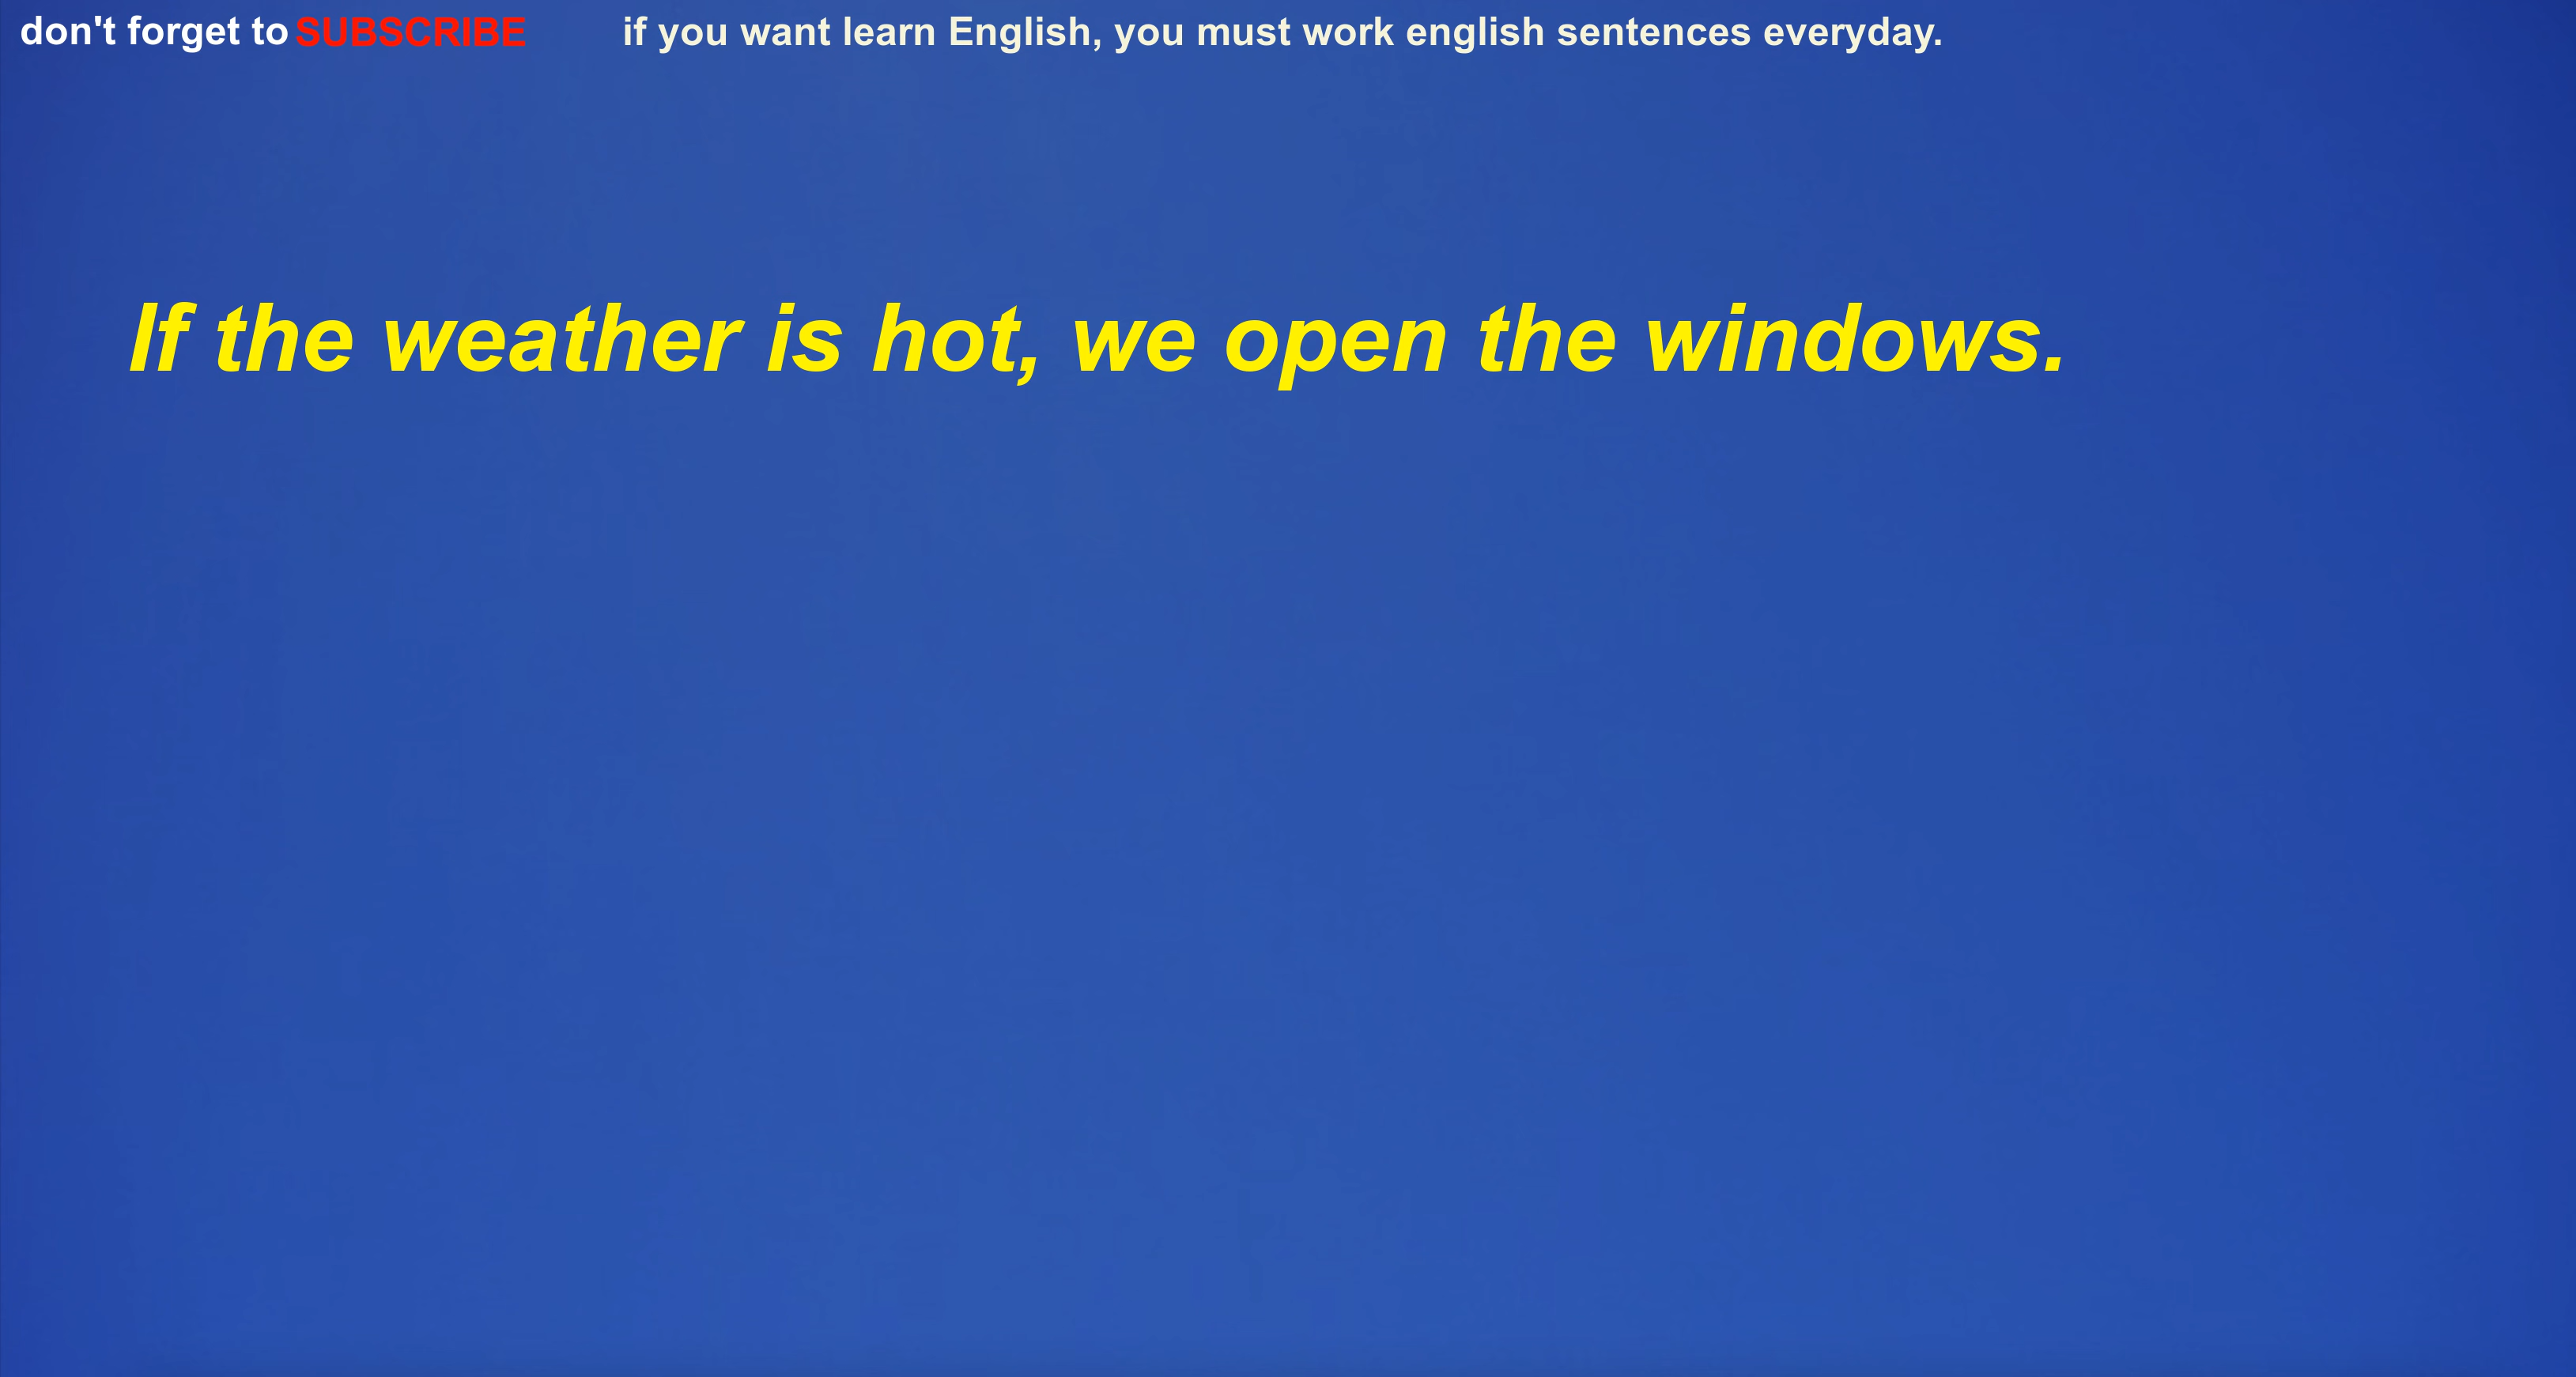 don't forget to SUBSCRIBE if you want learn English, you must work english sentences everyday.
If the weather is hot, we open the windows.